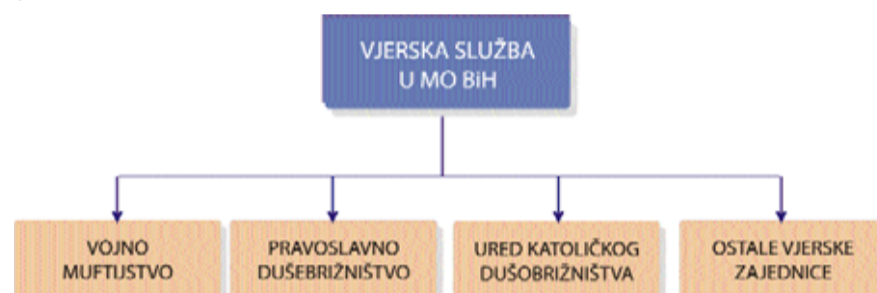 VJERSKA SLUŽBA
U MO BiH
VOJNO
MUFTIJSTVO
PRAVOSLAVNO
DUŠEBRIŽNIŠTVO
URED KATOLIČKOG
DUŠOBRIŽNIŠTVA
OSTALE VJERSKE
ZAJEDNICE